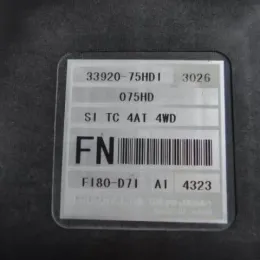 33920-75HD1 3026
075HD
SI TC 4AT 4WD
FN
F180-D71 A1 4323